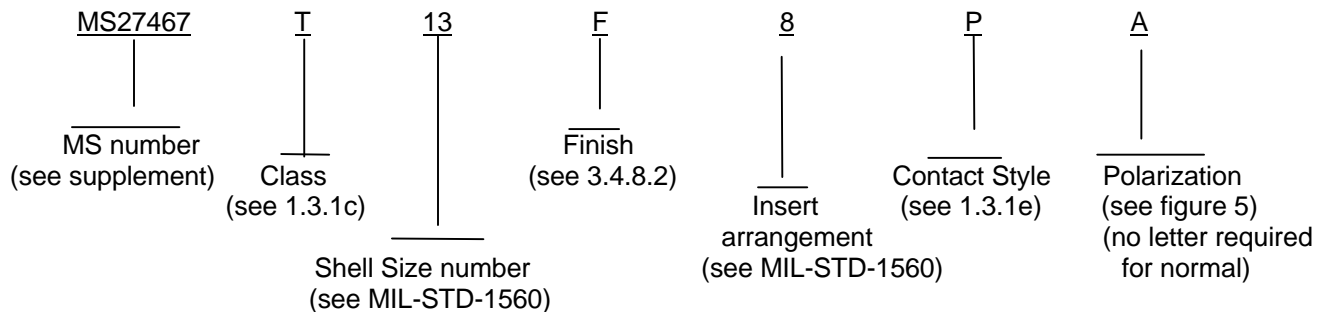 MS27467 T 13 F 8 P A
MS number
(see supplement)
Class
(see 1.3.1c)
Shell Size number
(see MIL-STD-1560)
Finish
(see 3.4.8.2)
Insert
arrangement
(see MIL-STD-1560)
Contact Style
(see 1.3.1e)
Polarization
(see figure 5)
(no letter required
for normal)